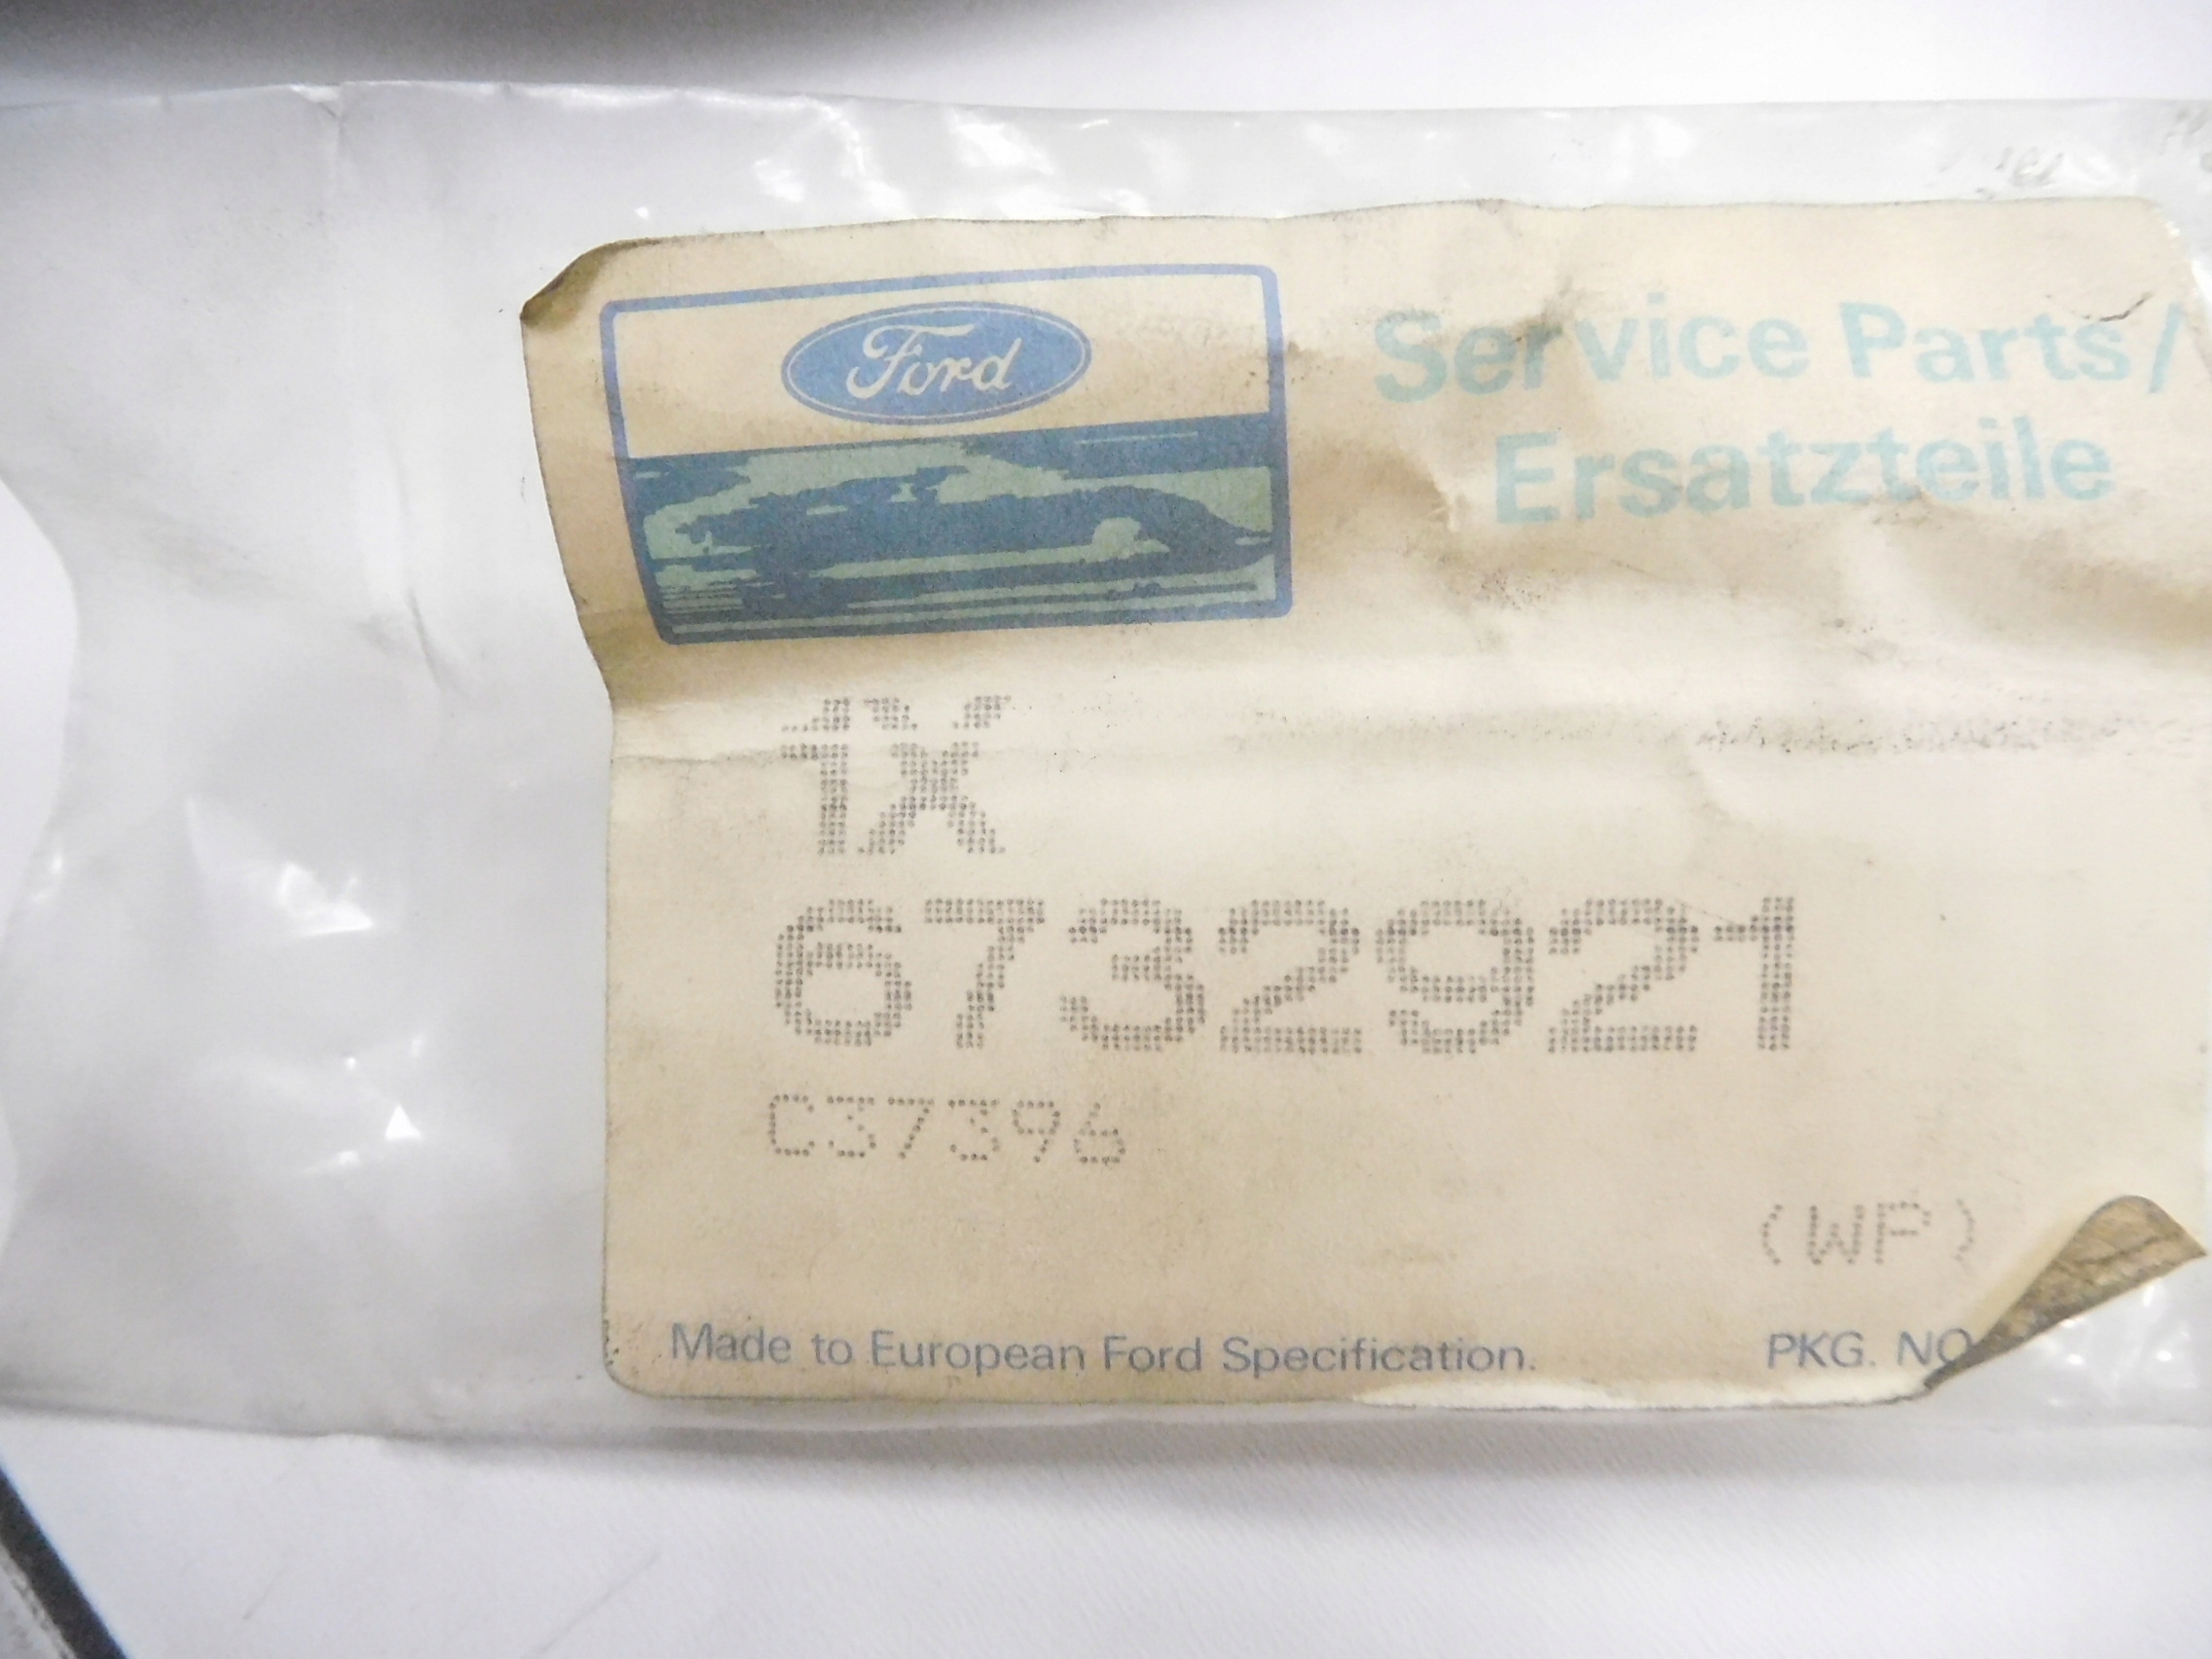 Ford
Service Parts/
Ersatzteile
1X
6732921
C37396
(WP)
Made to European Ford Specification. PKG. NO